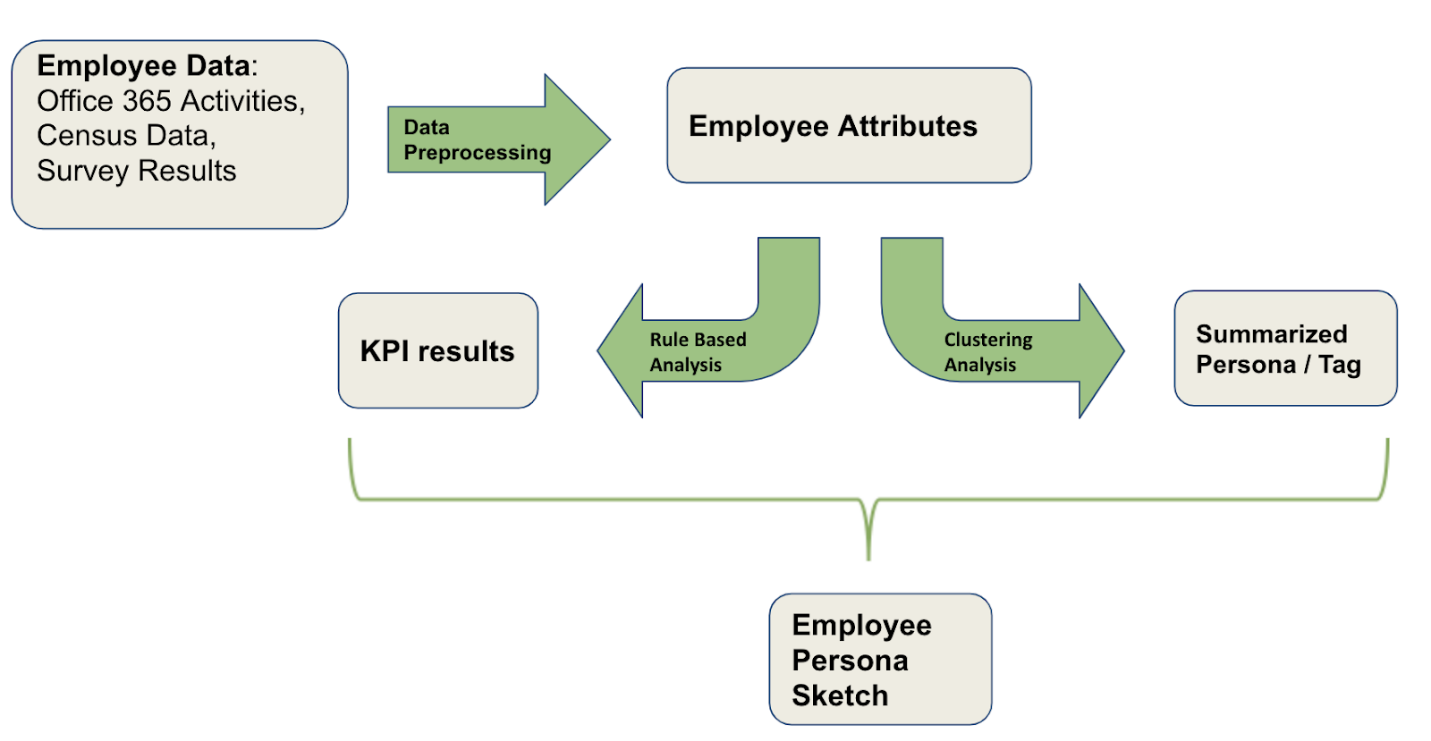 Employee Data:
Office 365 Activities,
Census Data,
Survey Results
Data
Preprocessing
Employee Attributes
KPI results
Rule Based
Analysis
Clustering
Analysis
Summarized
Persona / Tag
Employee
Persona
Sketch